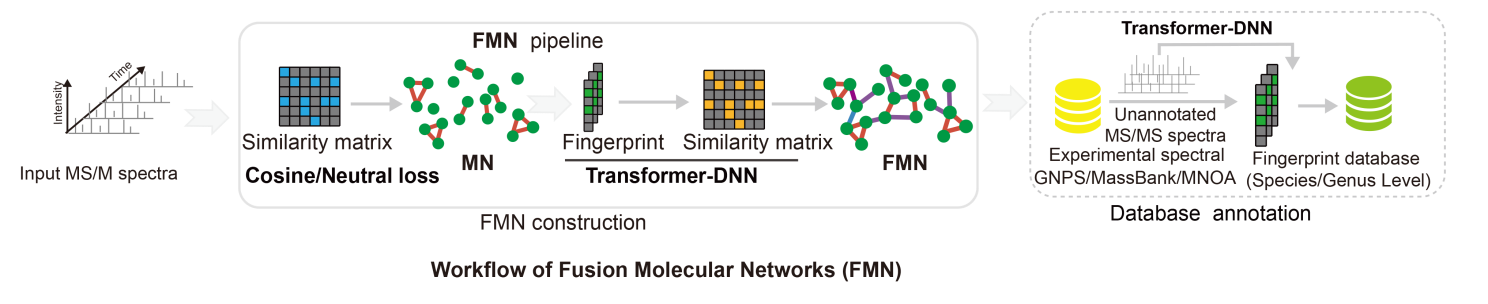 Intensity
Time
Input MS/M spectra
FMN pipeline
Similarity matrix
Cosine/Neutral loss
MN
Fingerprint
Similarity matrix
Transformer-DNN
FMN
FMN construction
Transformer-DNN
Unannotated
MS/MS spectra
Experimental spectral
GNPS/MassBank/MNOA
Fingerprint database
(Species/Genus Level)
Database annotation
Workflow of Fusion Molecular Networks (FMN)